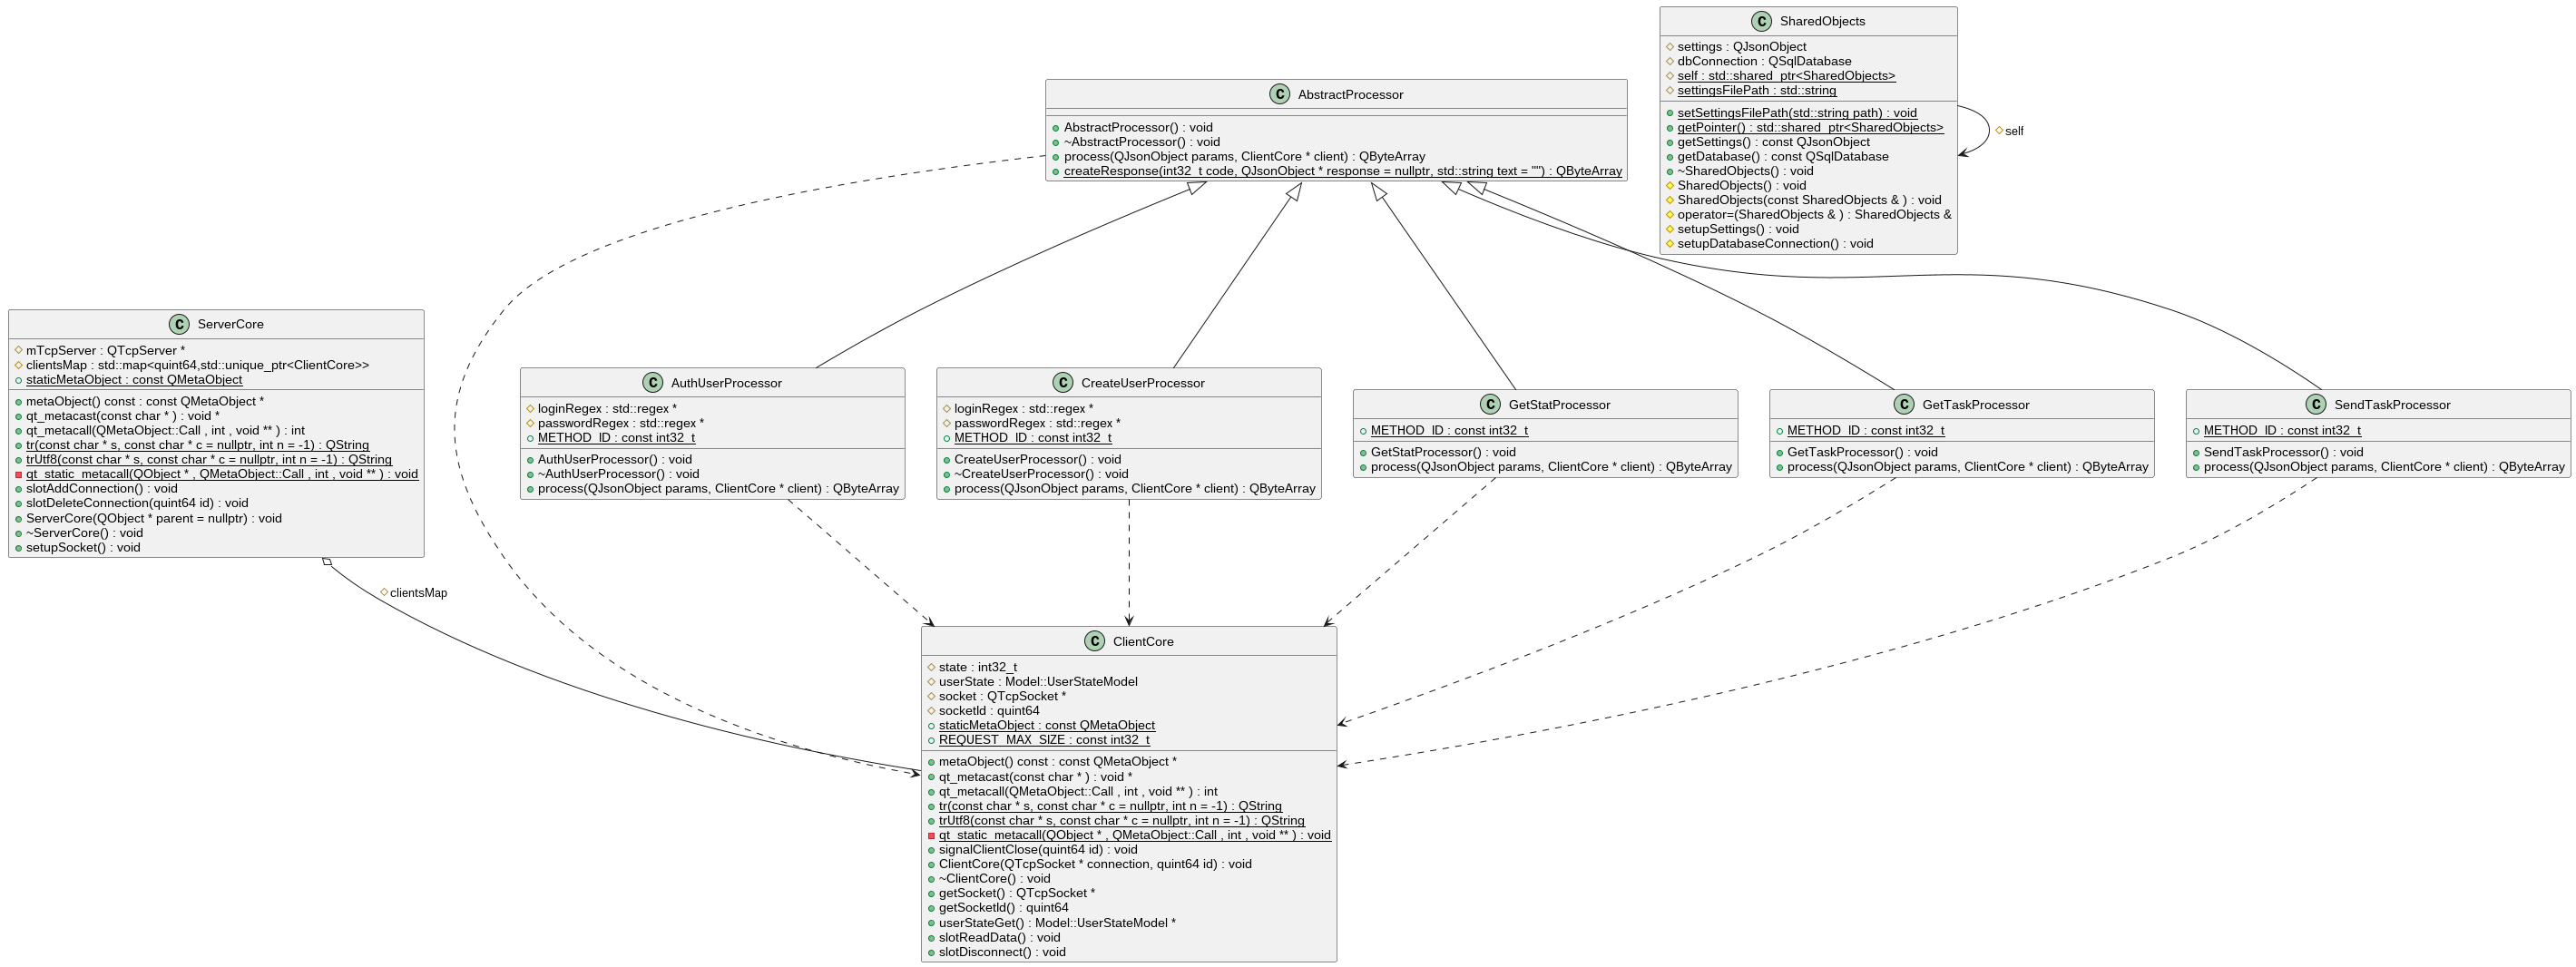 C SharedObjects
settings : QJsonObject
dbConnection : QSqlDatabase
self : std::shared_ptr<SharedObjects>
settingsFilePath : std::string
setSettingsFilePath(std::string path) : void
getPointer() : std::shared_ptr<SharedObjects>
getSettings() : const QJsonObject
getDatabase() : const QSqlDatabase
~SharedObjects() : void
SharedObjects() : void
SharedObjects(const SharedObjects & ) : void
operator=(SharedObjects & ) : SharedObjects &
setupSettings() : void
setupDatabaseConnection() : void
self
C AbstractProcessor
AbstractProcessor() : void
~AbstractProcessor() : void
process(QJsonObject params, ClientCore * client) : QByteArray
createResponse(int32_t code, QJsonObject * response = nullptr, std::string text = "") : QByteArray
C ServerCore
mTcpServer : QTcpServer *
clientsMap : std::map<quint64,std::unique_ptr<ClientCore>>
staticMetaObject : const QMetaObject
metaObject() const : const QMetaObject *
qt_metacast(const char * ) : void *
qt_metacall(QMetaObject::Call , int , void ** ) : int
tr(const char * s, const char * c = nullptr, int n = -1) : QString
trUtf8(const char * s, const char * c = nullptr, int n = -1) : QString
qt_static_metacall(QObject * , QMetaObject::Call , int , void ** ) : void
slotAddConnection() : void
slotDeleteConnection(quint64 id) : void
ServerCore(QObject * parent = nullptr) : void
~ServerCore() : void
setupSocket() : void
C AuthUserProcessor
loginRegex : std::regex *
passwordRegex : std::regex *
METHOD_ID : const int32_t
AuthUserProcessor() : void
~AuthUserProcessor() : void
process(QJsonObject params, ClientCore * client) : QByteArray
C CreateUserProcessor
loginRegex : std::regex *
passwordRegex : std::regex *
METHOD_ID : const int32_t
CreateUserProcessor() : void
~CreateUserProcessor() : void
process(QJsonObject params, ClientCore * client) : QByteArray
C GetStatProcessor
METHOD_ID : const int32_t
GetStatProcessor() : void
process(QJsonObject params, ClientCore * client) : QByteArray
C GetTaskProcessor
METHOD_ID : const int32_t
GetTaskProcessor() : void
process(QJsonObject params, ClientCore * client) : QByteArray
C SendTaskProcessor
METHOD_ID : const int32_t
SendTaskProcessor() : void
process(QJsonObject params, ClientCore * client) : QByteArray
clientsMap
C ClientCore
state : int32_t
userState : Model::UserStateModel
socket : QTcpSocket *
socketId : quint64
staticMetaObject : const QMetaObject
REQUEST_MAX_SIZE : const int32_t
metaObject() const : const QMetaObject *
qt_metacast(const char * ) : void *
qt_metacall(QMetaObject::Call , int , void ** ) : int
tr(const char * s, const char * c = nullptr, int n = -1) : QString
trUtf8(const char * s, const char * c = nullptr, int n = -1) : QString
qt_static_metacall(QObject * , QMetaObject::Call , int , void ** ) : void
signalClientClose(quint64 id) : void
ClientCore(QTcpSocket * connection, quint64 id) : void
~ClientCore() : void
getSocket() : QTcpSocket *
getSocketId() : quint64
userStateGet() : Model::UserStateModel *
slotReadData() : void
slotDisconnect() : void